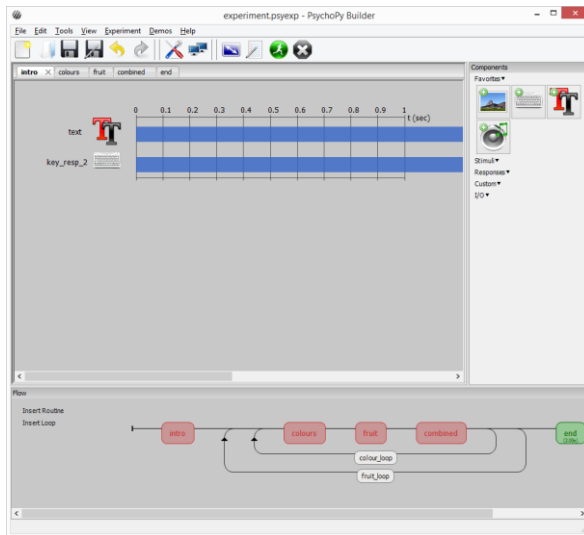 experiment.psyexp - PsychoPy Builder
File Edit Tools View Experiment Demos Help
intro colours fruit combined end
0 0.1 0.2 0.3 0.4 0.5 0.6 0.7 0.8 0.9 1
t (sec)
text
key_resp_2
Components
Favorites
Stimuli
Responses
Custom
I/O
Flow
Insert Routine
Insert Loop
intro colours fruit combined end
colour_loop
fruit_loop